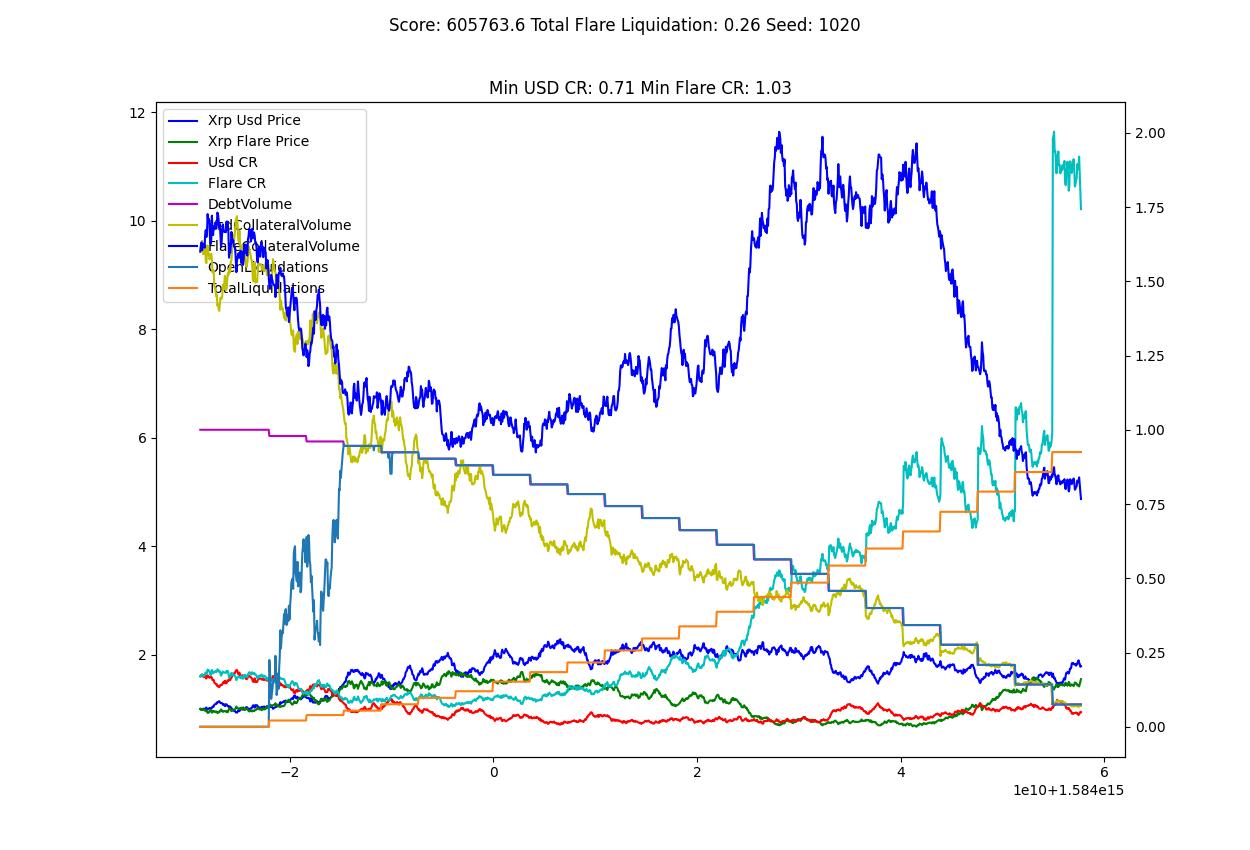 Score: 605763.6 Total Flare Liquidation: 0.26 Seed: 1020
Min USD CR: 0.71 Min Flare CR: 1.03
Xrp Usd Price
Xrp Flare Price
Usd CR
Flare CR
DebtVolume
UsdCollateralVolume
FlareCollateralVolume
OpenLiquidations
TotalLiquidations
12
10
8
6
4
2
2.00
1.75
1.50
1.25
1.00
0.75
0.50
0.25
0.00
−2
0
2
4
6
1e10+1.584e15